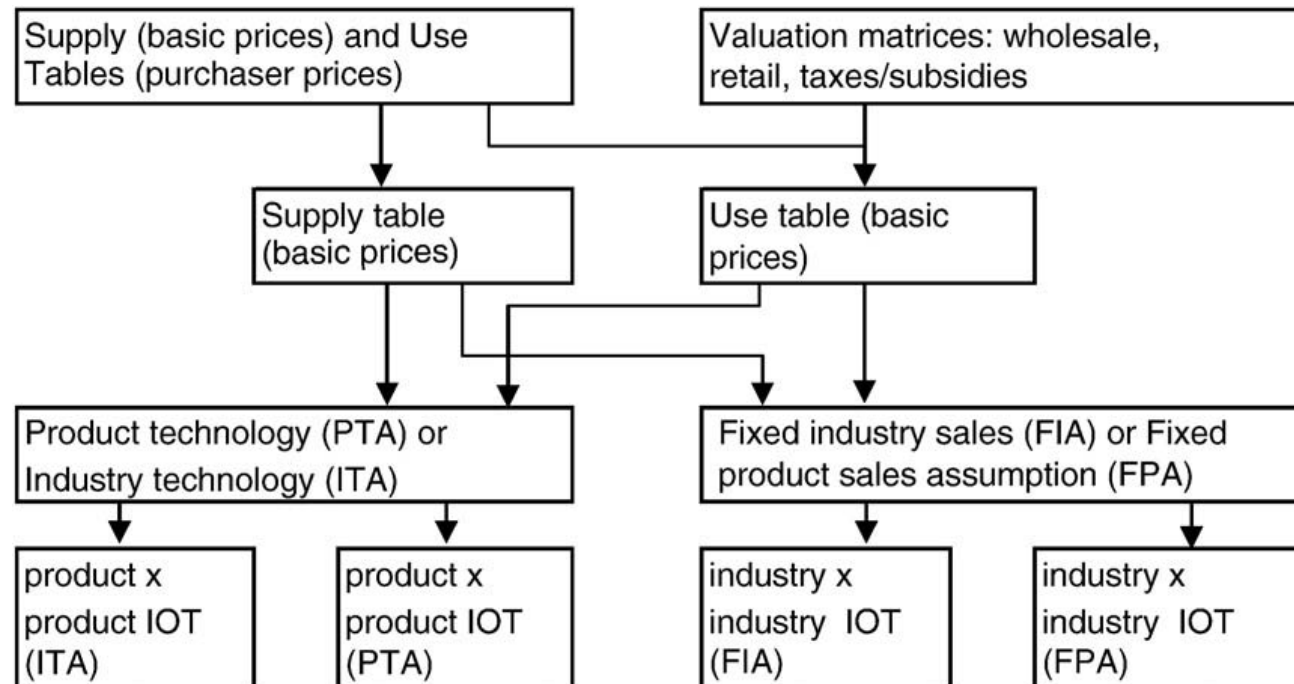 Supply (basic prices) and Use
Tables (purchaser prices)
Valuation matrices: wholesale,
retail, taxes/subsidies
Supply table
(basic prices)
Use table (basic
prices)
Product technology (PTA) or
Industry technology (ITA)
Fixed industry sales (FIA) or Fixed
product sales assumption (FPA)
product x
product IOT
(ITA)
product x
product IOT
(PTA)
industry x
industry IOT
(FIA)
industry x
industry IOT
(FPA)